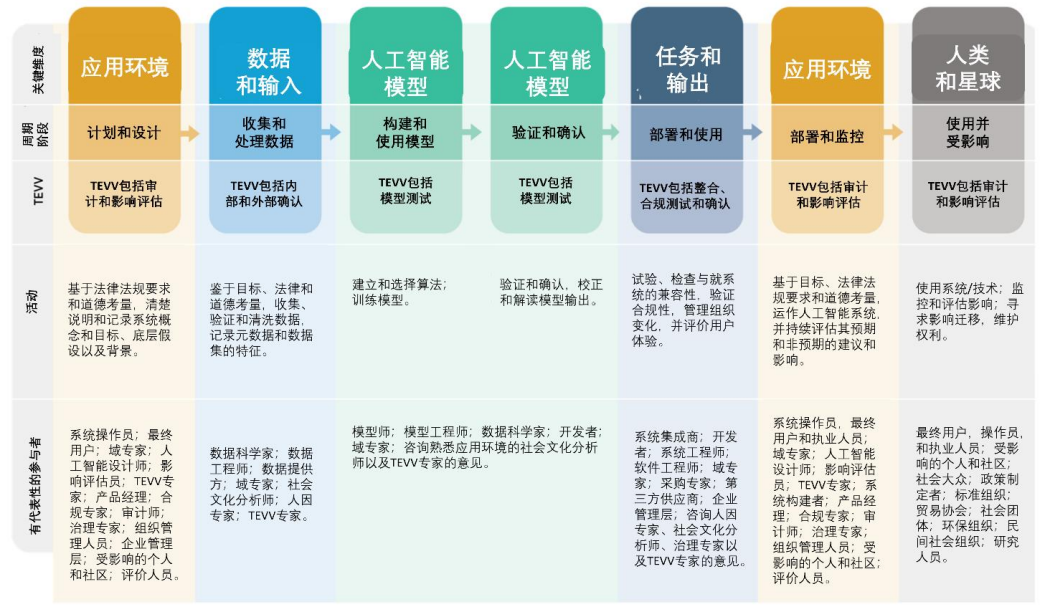 关键维度
应用环境
数据
和输入
人工智能
模型
人工智能
模型
任务和
输出
应用环境
人类
和星球
周期
阶段
计划和设计
收集和
处理数据
构建和
使用模型
验证和确认
部署和使用
部署和监控
使用并
受影响
TEVV
TEVV包括审
计和影响评估
TEVV包括内
部和外部确认
TEVV包括
模型测试
TEVV包括
模型测试
TEVV包括整合、
合规测试和确认
TEVV包括审计
和影响评估
TEVV包括审计
和影响评估
活动
基于法律法规要求
和道德考量，清楚
说明和记录系统概
念和目标、底层假
设以及背景。
鉴于目标、法律和
道德考量，收集、
验证和清洗数据，
记录元数据和数据
集的特征。
建立和选择算法；
训练模型。
验证和确认，校正
和解读模型输出。
试验、检查与就系
统的兼容性，验证
合规性，管理组织
变化，并评价用户
体验。
基于目标、法律法
规要求和道德考量，
运作人工智能系统，
并持续评估其预期
和非预期的建议和
影响。
使用系统/技术；监
控和评估影响；寻
求影响迁移，维护
权利。
有代表性的参与者
系统操作员；最终
用户；域专家；人
工智能设计师；影
响评估员；TEVV专
家；产品经理；合
规专家；审计师；
治理专家；组织管
理人员；企业管理
层；受影响的个人
和社区；评价人员。
数据科学家；数据
工程师；数据提供
方；域专家；社会
文化分析师；人因
专家；TEVV专家。
模型师；模型工程师；数据科学家；开发者；
域专家；咨询熟悉应用环境的社会文化分析
师以及TEVV专家的意见。
系统集成商；开发
者；系统工程师；
软件工程师；域专
家；采购专家；第
三方供应商；企业
管理层；咨询人因
专家、社会文化分
析师、治理专家以
及TEVV专家的意见。
系统操作员，最终
用户和执业人员；
域专家；人工智能
设计师；影响评估
员；TEVV专家；系
统构建者；产品经
理；合规专家；审
计师；治理专家；
组织管理人员；受
影响的个人和社区；
评价人员。
最终用户，操作员，
和执业人员；受影
响的个人和社区；
社会大众；政策制
定者；标准组织；
贸易协会；社会团
体；环保组织；民
间社会组织；研究
人员。